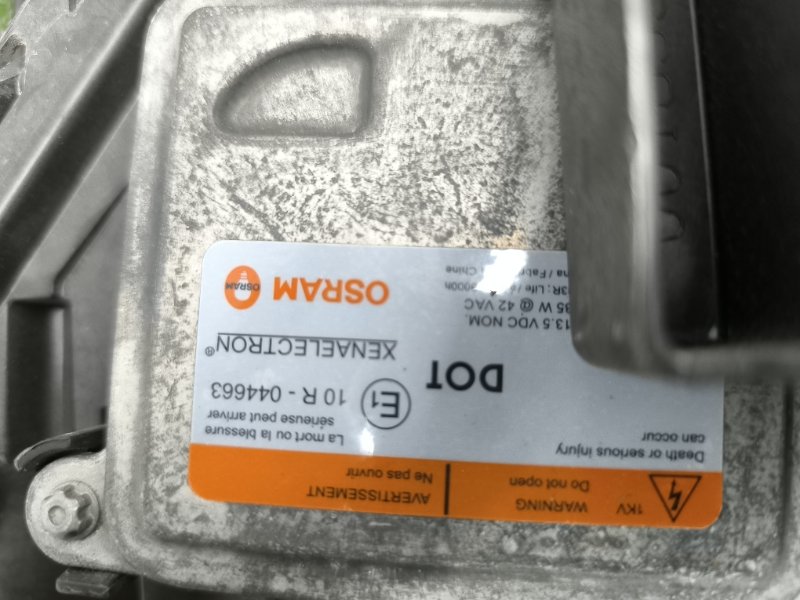 1KV
WARNING
Do not open
AVERTISSEMENT
Ne pas ouvrir
Death or serious injury
can occur
La mort ou la blessure
sérieuse peut arriver
DOT
E1
10 R - 044663
XENAELECTRON®
13.5 VDC NOM.
35 W @ 42 VAC
OSRAM
OSRAM